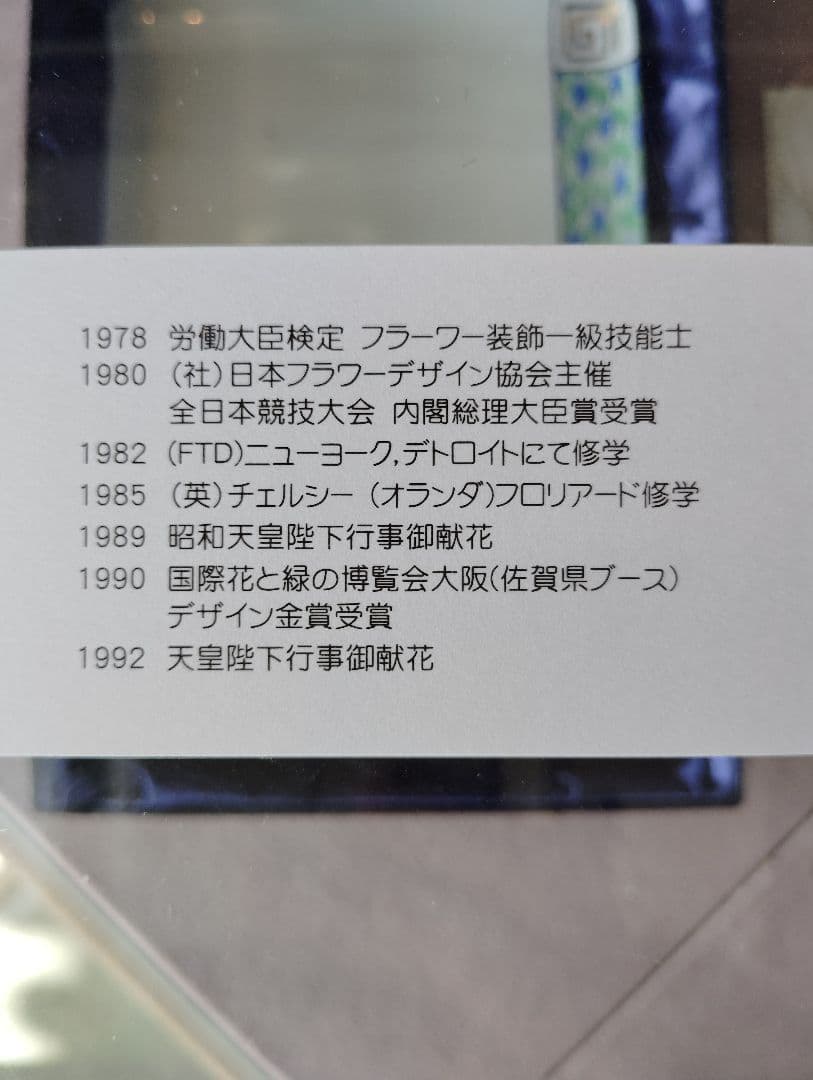 1978 労働大臣検定 フラーワー装飾一級技能士
1980 (社)日本フラワーデザイン協会主催
全日本競技大会 内閣総理大臣賞受賞
1982 (FTD)ニューヨーク,デトロイトにて修学
1985 (英)チェルシー (オランダ)フロリアード修学
1989 昭和天皇陛下行事御献花
1990 国際花と緑の博覧会大阪(佐賀県ブース)
デザイン金賞受賞
1992 天皇陛下行事御献花